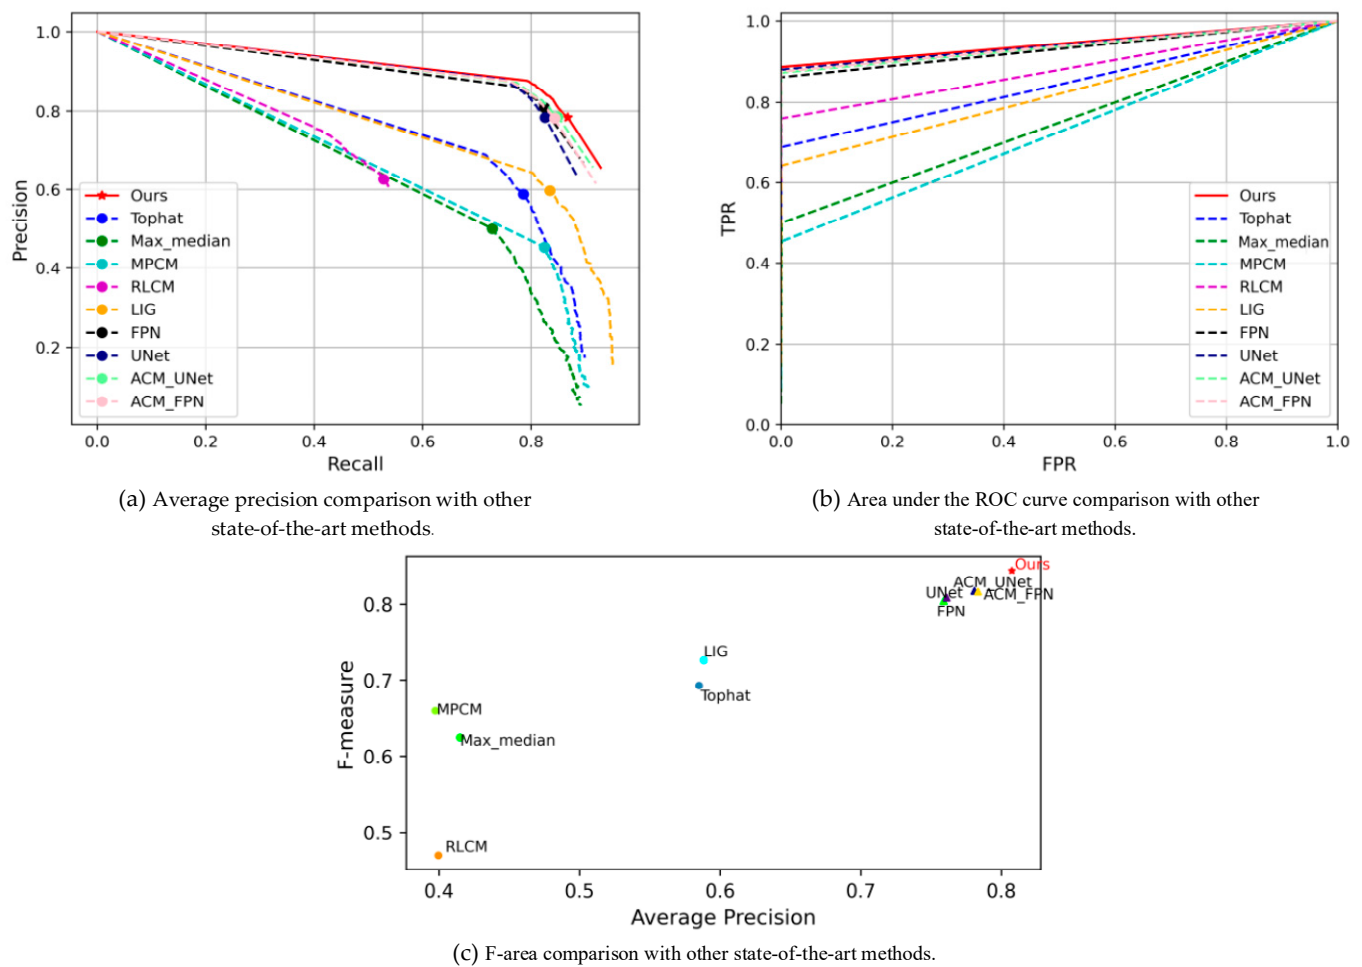 1.0
0.8
0.6
0.4
0.2
Precision
Ours
Tophat
Max_median
MPCM
RLCM
LIG
FPN
UNet
ACM_UNet
ACM_FPN
0.0 0.2 0.4 0.6 0.8
Recall
(a) Average precision comparison with other
state-of-the-art methods.
1.0
0.8
0.6
0.4
0.2
0.0
TPR
Ours
Tophat
Max_median
MPCM
RLCM
LIG
FPN
UNet
ACM_UNet
ACM_FPN
0.0 0.2 0.4 0.6 0.8 1.0
FPR
(b) Area under the ROC curve comparison with other
state-of-the-art methods.
0.8
0.7
0.6
0.5
F-measure
Ours
ACM_UNet
UNet
ACM_FPN
FPN
LIG
Tophat
MPCM
Max_median
RLCM
0.4 0.5 0.6 0.7 0.8
Average Precision
(c) F-area comparison with other state-of-the-art methods.